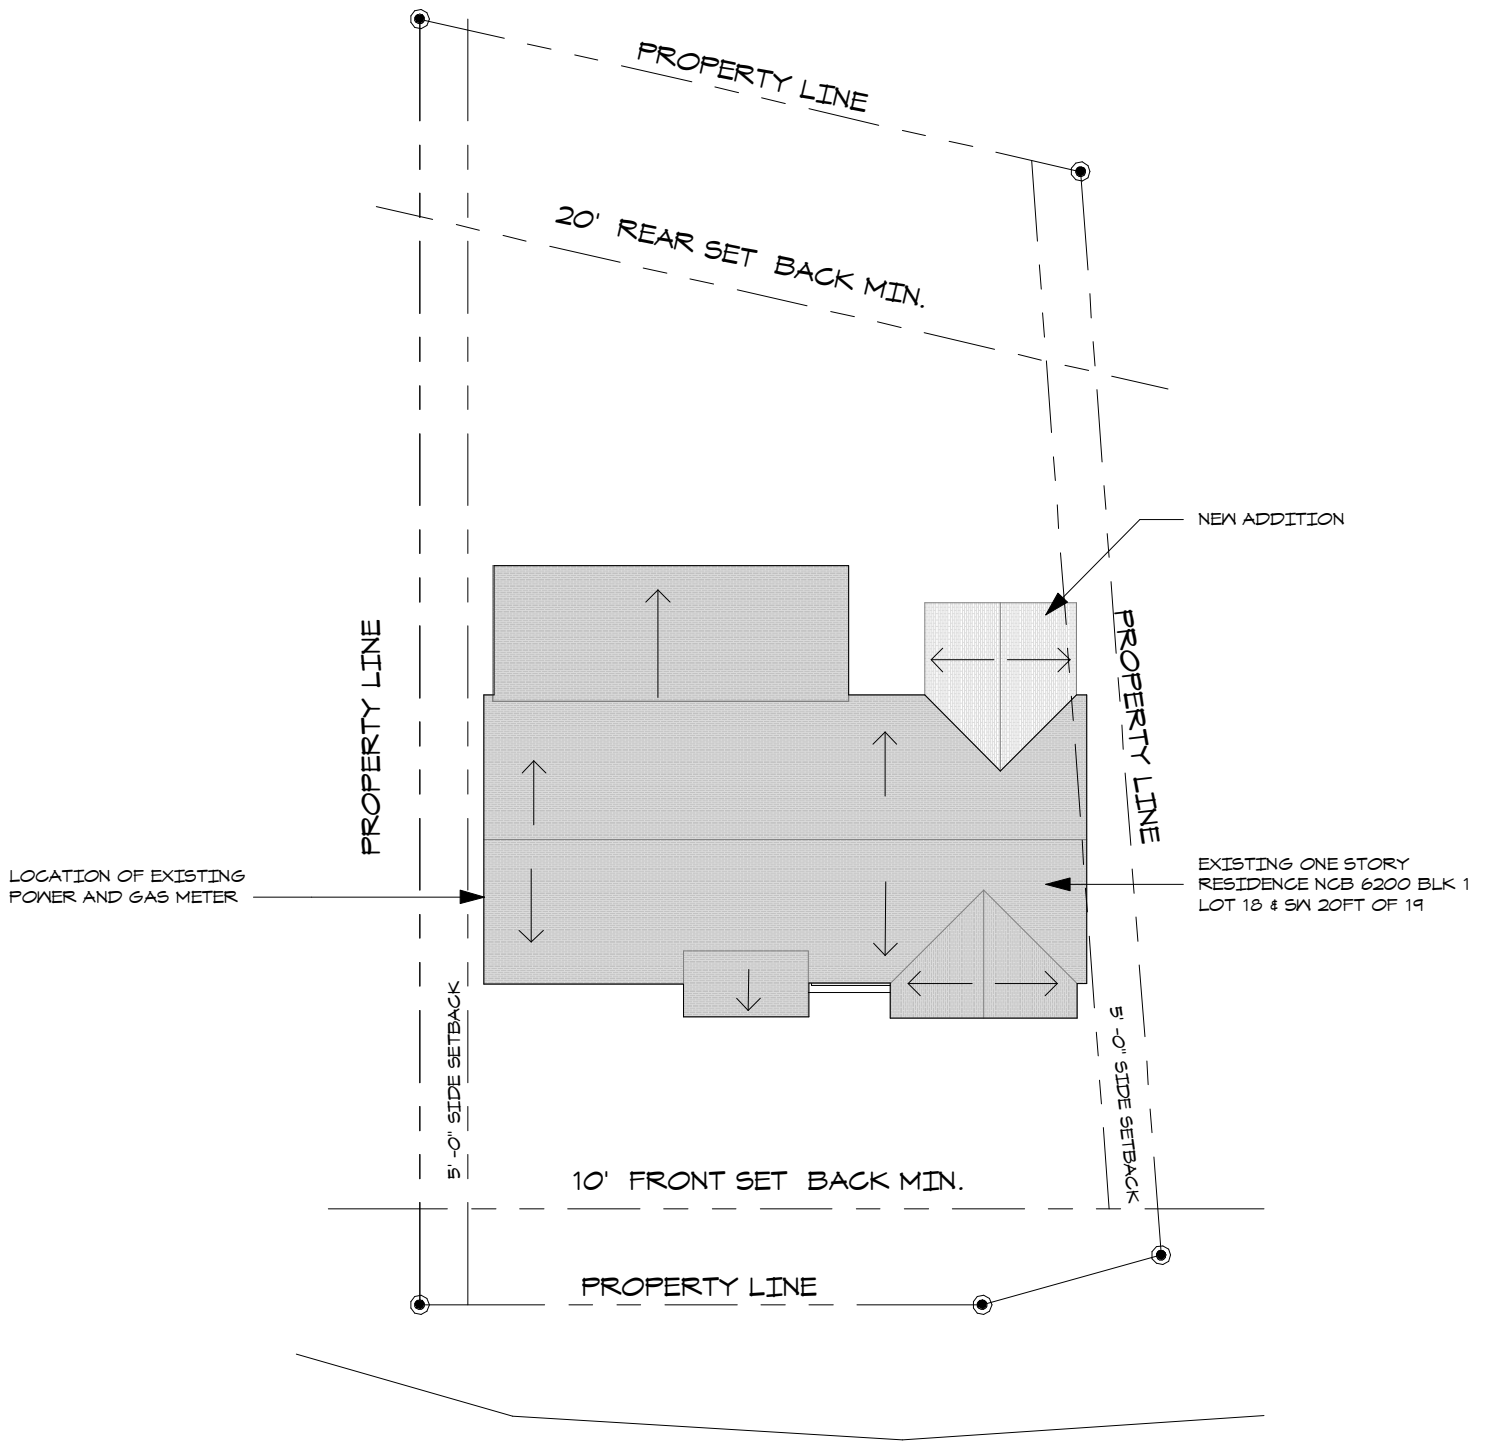 PROPERTY LINE
20' REAR SET BACK MIN.
NEW ADDITION
PROPERTY LINE
PROPERTY LINE
LOCATION OF EXISTING
POWER AND GAS METER
EXISTING ONE STORY
RESIDENCE NCB 6200 BLK 1
LOT 18 & SW 20FT OF 19
5'-0" SIDE SETBACK
5'-0" SIDE SETBACK
10' FRONT SET BACK MIN.
PROPERTY LINE